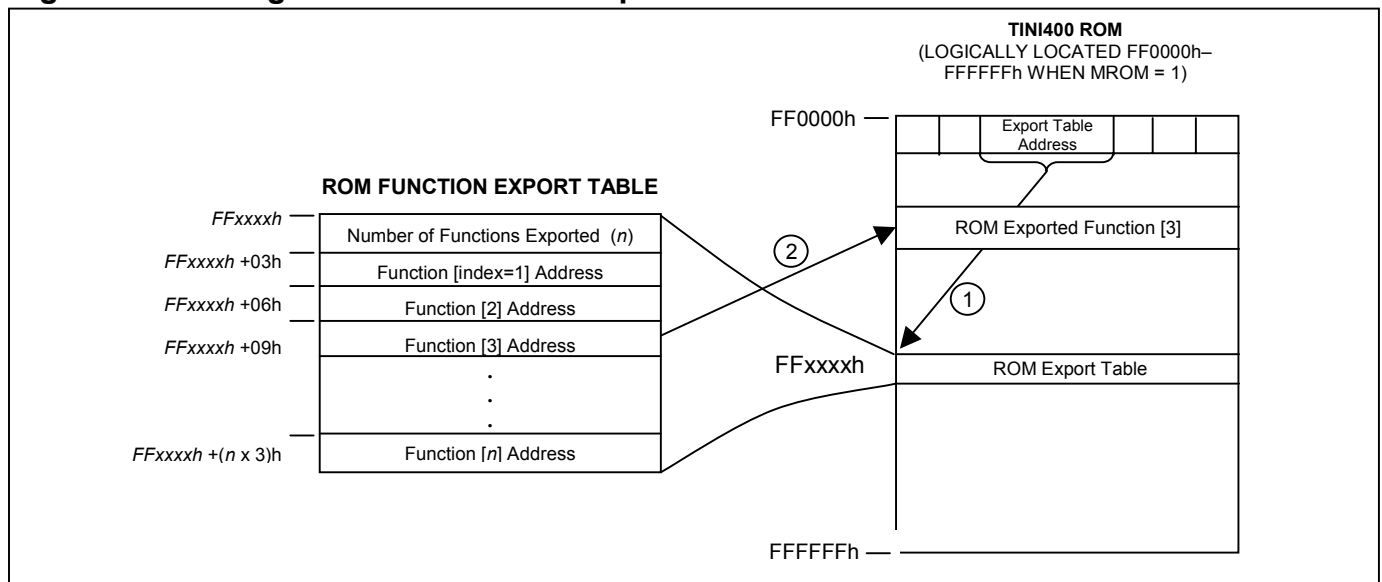 TINI400 ROM
(LOGICALLY LOCATED FF0000h–
FFFFFFh WHEN MROM = 1)
FF0000h
Export Table
Address
ROM FUNCTION EXPORT TABLE
FFxxxxh
Number of Functions Exported (n)
ROM Exported Function [3]
2
FFxxxxh +03h
Function [index=1] Address
FFxxxxh +06h
Function [2] Address
1
FFxxxxh +09h
Function [3] Address
FFxxxxh
ROM Export Table
.
.
.
FFxxxxh +(n x 3)h
Function [n] Address
FFFFFFh